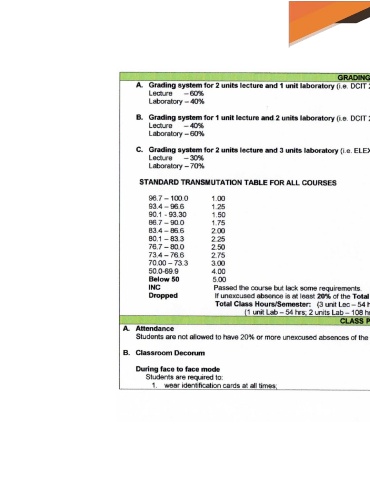 GRADING
A. Grading system for 2 units lecture and 1 unit laboratory (i.e. DCIT 2
Lecture – 60%
Laboratory – 40%
B. Grading system for 1 unit lecture and 2 units laboratory (i.e. DCIT 2
Lecture – 40%
Laboratory – 60%
C. Grading system for 2 units lecture and 3 units laboratory (i.e. ELEX
Lecture – 30%
Laboratory – 70%
STANDARD TRANSMUTATION TABLE FOR ALL COURSES
96.7 – 100.0 1.00
93.4 – 96.6 1.25
90.1 - 93.30 1.50
86.7 – 90.0 1.75
83.4 – 86.6 2.00
80.1 – 83.3 2.25
76.7 – 80.0 2.50
73.4 – 76.6 2.75
70.00 – 73.3 3.00
50.0-69.9 4.00
Below 50 5.00
INC Passed the course but lack some requirements.
Dropped If unexcused absence is at least 20% of the Total
Total Class Hours/Semester: (3 unit Lec – 54 h
(1 unit Lab – 54 hrs; 2 units Lab – 108 h
CLASS P
A. Attendance
Students are not allowed to have 20% or more unexcused absences of the
B. Classroom Decorum
During face to face mode
Students are required to:
1. wear identification cards at all times;